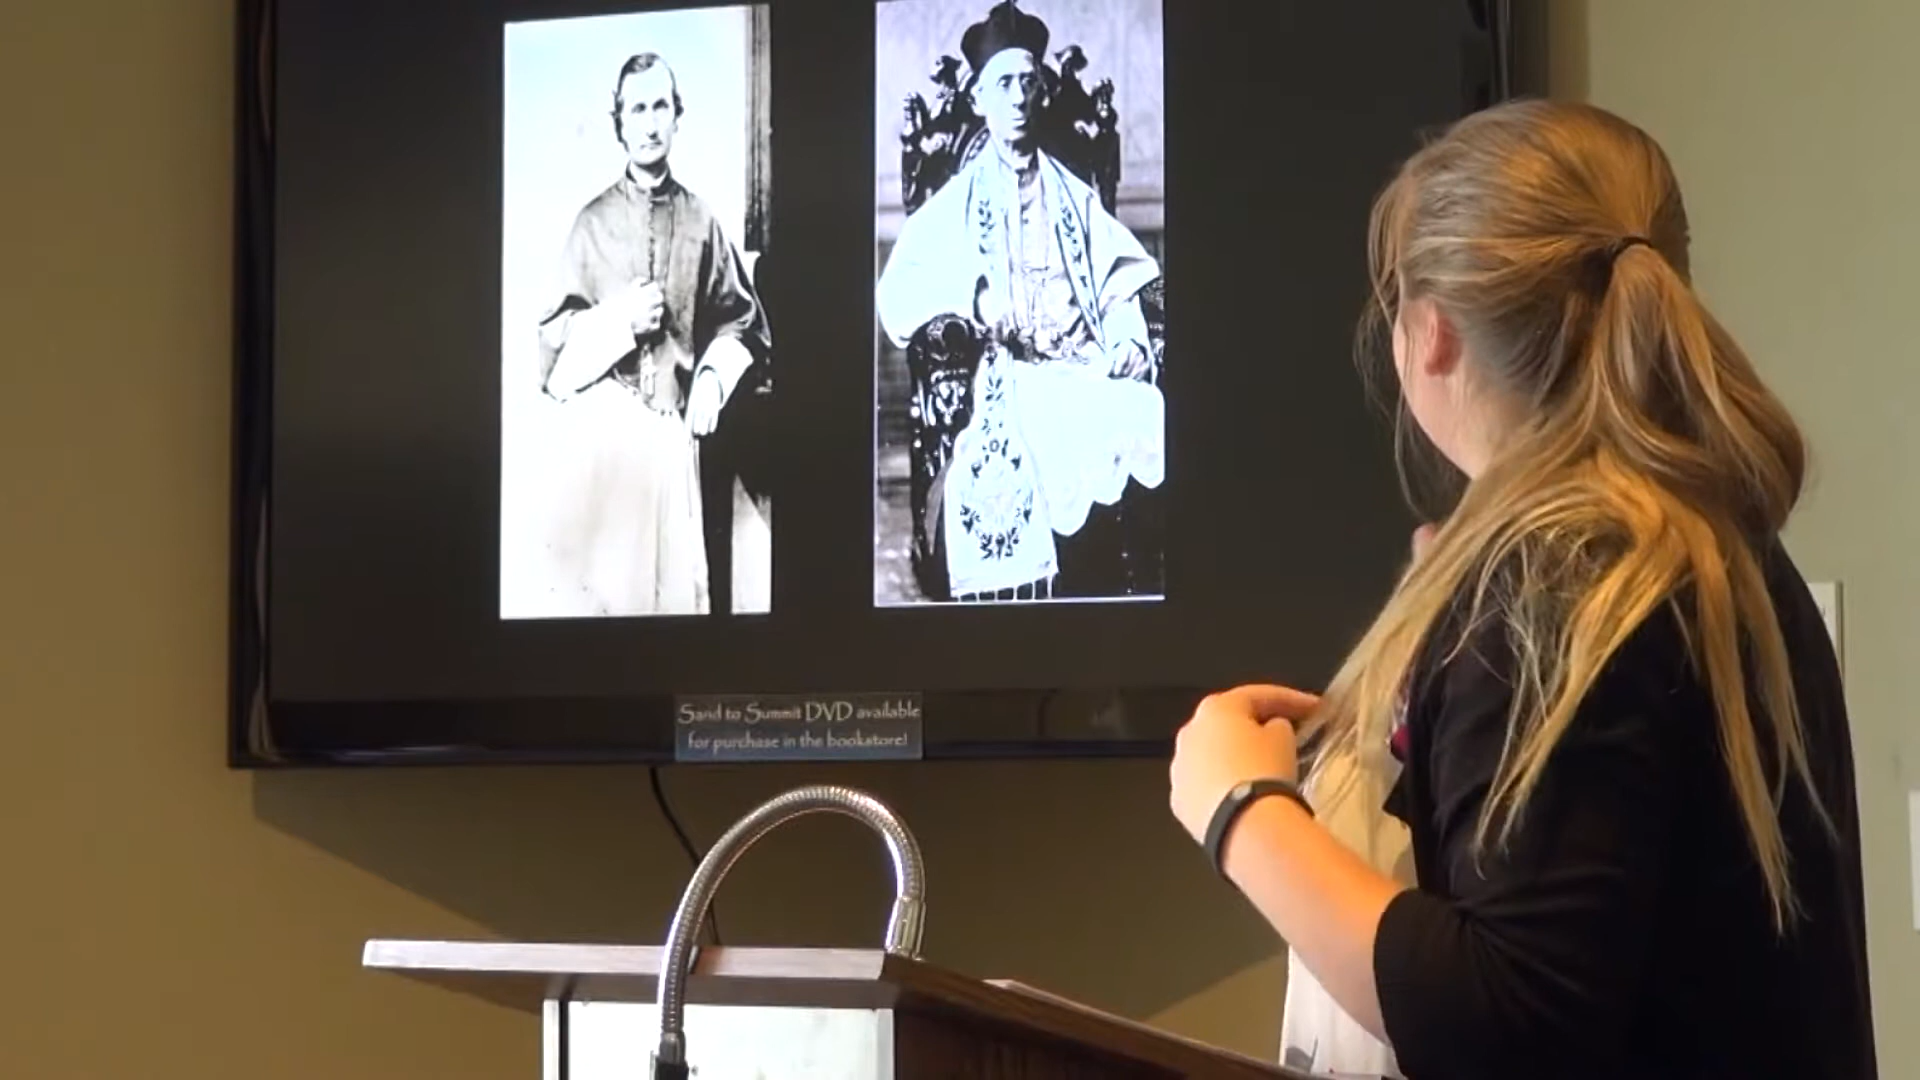 Sand to Summit DVD available
for purchase in the bookstore!